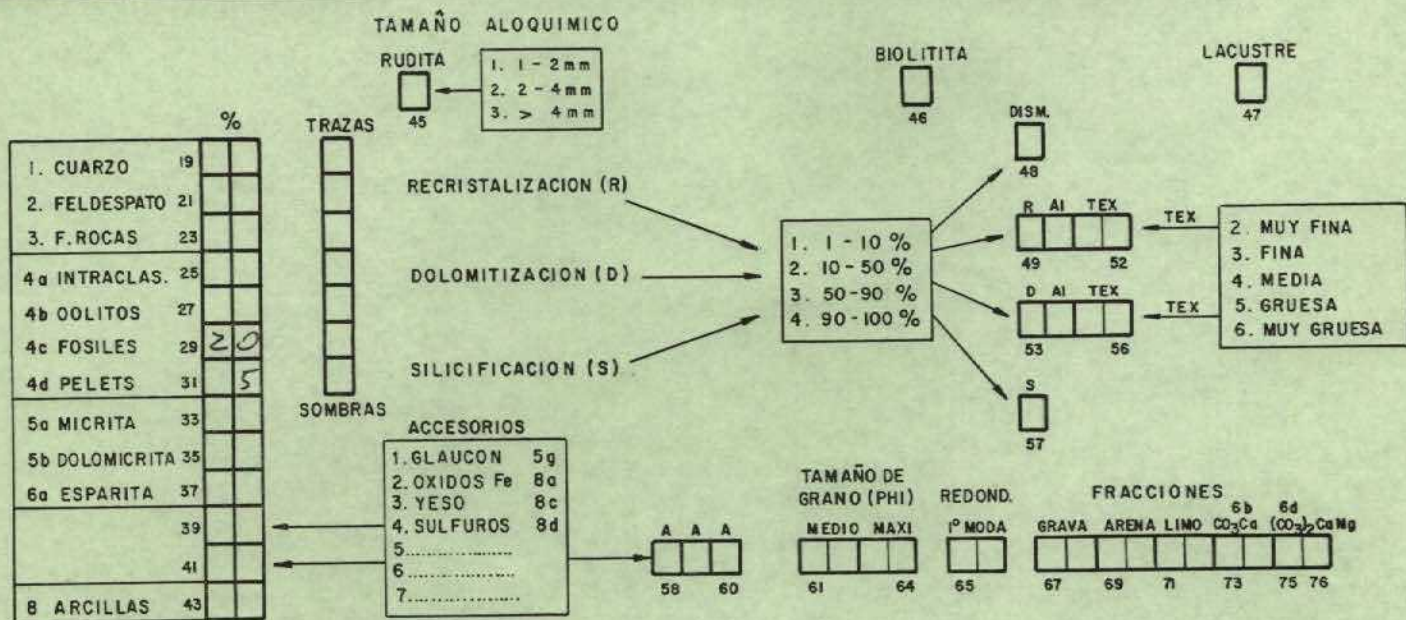 TAMAÑO ALOQUIMICO
RUDITA
45
1. 1 - 2 mm
2. 2 - 4 mm
3. > 4 mm
BIOLITITA
46
LACUSTRE
47
%
1. CUARZO 19
2. FELDESPATO 21
3. F.ROCAS 23
4a INTRACLAS. 25
4b OOLITOS 27
4c FOSILES 29 20
4d PELETS 31 5
5a MICRITA 33
5b DOLOMICRITA 35
6a ESPARITA 37
39
41
8 ARCILLAS 43
TRAZAS
SOMBRAS
RECRISTALIZACION (R)
DOLOMITIZACION (D)
SILICIFICACION (S)
1. 1 - 10 %
2. 10 - 50 %
3. 50 - 90 %
4. 90 - 100 %
DISM.
48
R AI TEX
49 52
D AI TEX
53 56
S
57
TEX
TEX
2. MUY FINA
3. FINA
4. MEDIA
5. GRUESA
6. MUY GRUESA
ACCESORIOS
1. GLAUCON 5g
2. OXIDOS Fe 8a
3. YESO 8c
4. SULFUROS 8d
5................
6................
7................
A A A
58 60
TAMAÑO DE
GRANO (PHI)
MEDIO MAXI
61 64
REDOND.
1º MODA
65
FRACCIONES
6b 6d
GRAVA ARENA LIMO CO3Ca (CO3)2CaMg
67 69 71 73 75 76